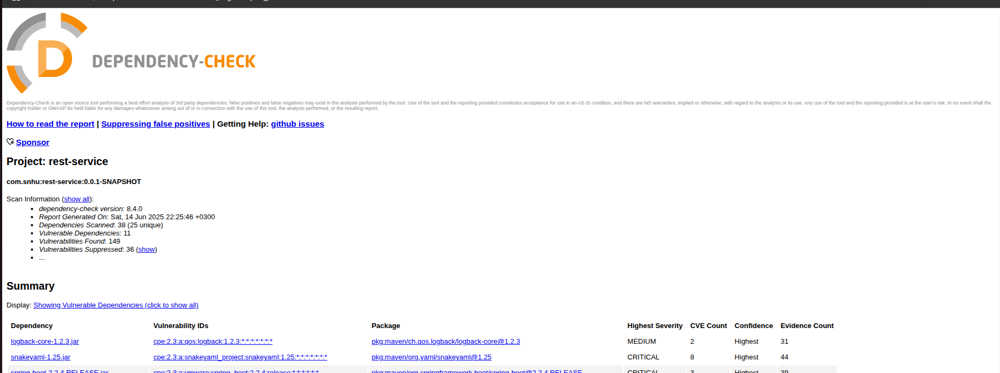 DEPENDENCY-CHECK
Dependency-Check is an open source tool performing a best effort analysis of 3rd party dependencies; false positives and false negatives may exist in the analysis performed by the tool. Use of the tool and the reporting provided constitutes acceptance for use in an AS IS condition, and there are NO warranties, implied or otherwise, with regard to the analysis or its use. Any use of the tool and the reporting provided is at the user's risk. In no event shall the
copyright holder or OWASP be held liable for any damages whatsoever arising out of or in connection with the use of this tool, the analysis performed, or the resulting report.
How to read the report | Suppressing false positives | Getting Help: github issues
Sponsor
Project: rest-service
com.snhu:rest-service:0.0.1-SNAPSHOT
Scan Information (show all):
• dependency-check version: 8.4.0
• Report Generated On: Sat, 14 Jun 2025 22:25:46 +0300
• Dependencies Scanned: 38 (25 unique)
• Vulnerable Dependencies: 11
• Vulnerabilities Found: 149
• Vulnerabilities Suppressed: 36 (show)
• ...
Summary
Display: Showing Vulnerable Dependencies (click to show all)
Dependency Vulnerability IDs Package Highest Severity CVE Count Confidence Evidence Count
logback-core-1.2.3.jar cpe:2.3:a:qos:logback:1.2.3:*:*:*:*:*:*:* pkg:maven/ch.qos.logback/logback-core@1.2.3 MEDIUM 2 Highest 31
snakeyaml-1.25.jar cpe:2.3:a:snakeyaml_project:snakeyaml:1.25:*:*:*:*:*:*:* pkg:maven/org.yaml/snakeyaml@1.25 CRITICAL 8 Highest 44
spring-boot-2.2.4.RELEASE.jar cpe:2.3:a:vmware:spring_boot:2.2.4:release:*:*:*:*:*:* pkg:maven/org.springframework.boot/spring-boot@2.2.4.RELEASE CRITICAL 3 Highest 39